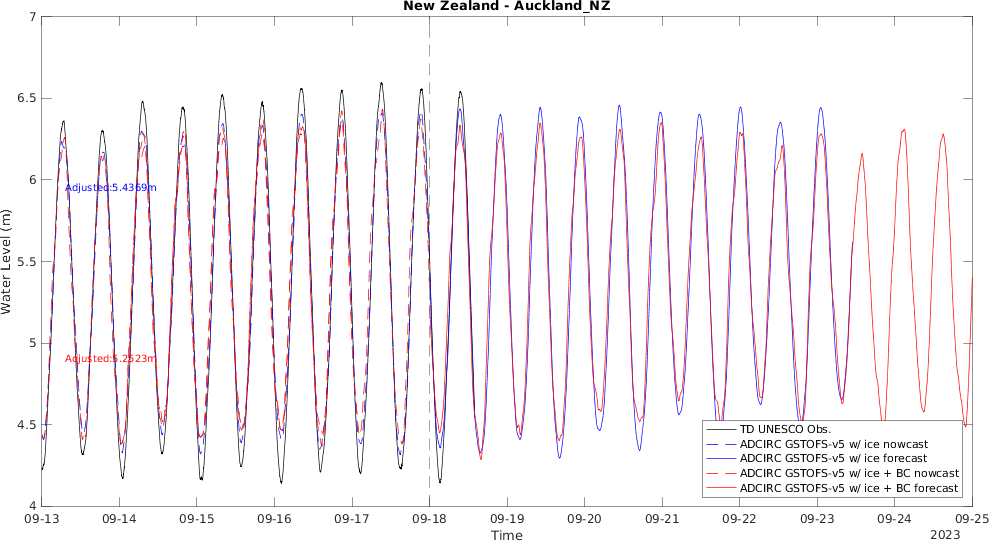 New Zealand - Auckland_NZ
7
6.5
6
5.5
5
4.5
4
Water Level (m)
Adjusted:5.4369m
Adjusted:5.2523m
TD UNESCO Obs.
ADCIRC GSTOFS-v5 w/ ice nowcast
ADCIRC GSTOFS-v5 w/ ice forecast
ADCIRC GSTOFS-v5 w/ ice + BC nowcast
ADCIRC GSTOFS-v5 w/ ice + BC forecast
09-13 09-14 09-15 09-16 09-17 09-18 09-19 09-20 09-21 09-22 09-23 09-24 09-25
Time
2023